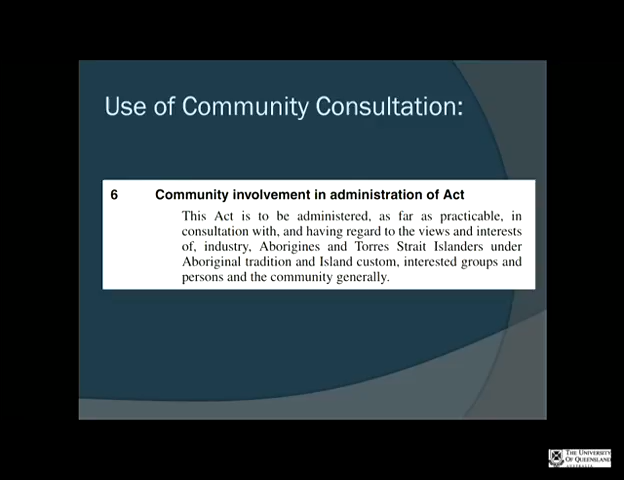 Use of Community Consultation:
6 Community involvement in administration of Act
This Act is to be administered, as far as practicable, in
consultation with, and having regard to the views and interests
of, industry, Aborigines and Torres Strait Islanders under
Aboriginal tradition and Island custom, interested groups and
persons and the community generally.
THE UNIVERSITY
OF QUEENSLAND
AUSTRALIA